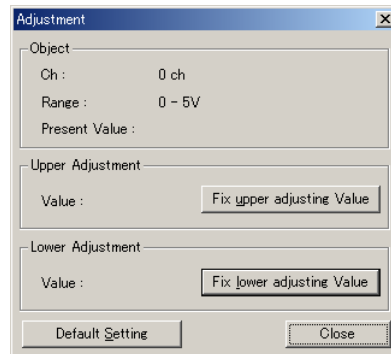 Adjustment
Object
Ch : 0 ch
Range : 0 - 5V
Present Value :
Upper Adjustment
Value : Fix upper adjusting Value
Lower Adjustment
Value : Fix lower adjusting Value
Default Setting Close